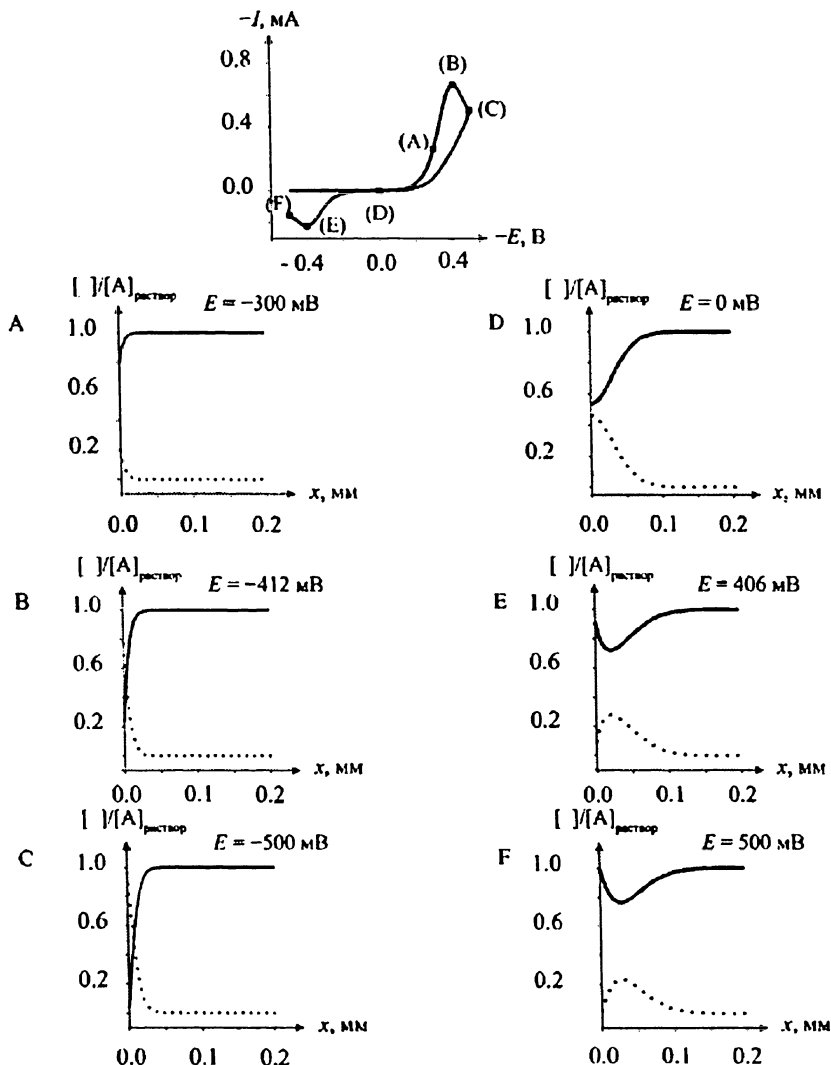 −I, мА
0.8
(B)
(C)
0.4
(A)
0.0
(F)
(D)
(E)
−E, В
- 0.4
0.0
0.4
[ ]/[A]раствор
E = −300 мВ
A
1.0
0.6
0.2
x, мм
0.0
0.1
0.2
[ ]/[A]раствор
E = 0 мВ
D
1.0
0.6
0.2
x, мм
0.0
0.1
0.2
[ ]/[A]раствор
E = −412 мВ
B
1.0
0.6
0.2
x, мм
0.0
0.1
0.2
[ ]/[A]раствор
E = 406 мВ
E
1.0
0.6
0.2
x, мм
0.0
0.1
0.2
[ ]/[A]раствор
E = −500 мВ
C
1.0
0.6
0.2
x, мм
0.0
0.1
0.2
[ ]/[A]раствор
E = 500 мВ
F
1.0
0.6
0.2
x, мм
0.0
0.1
0.2